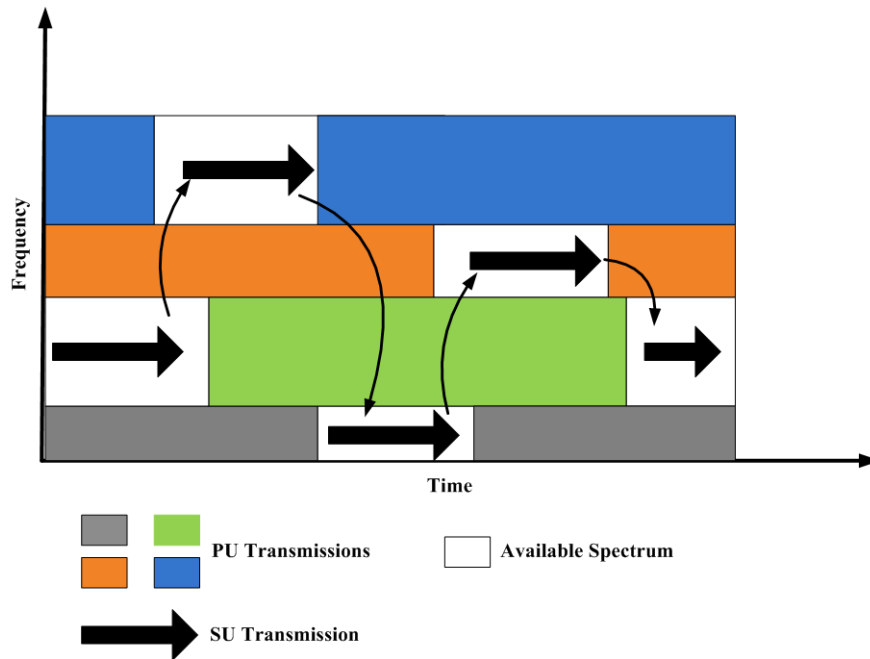 Frequency
Time
PU Transmissions
Available Spectrum
SU Transmission